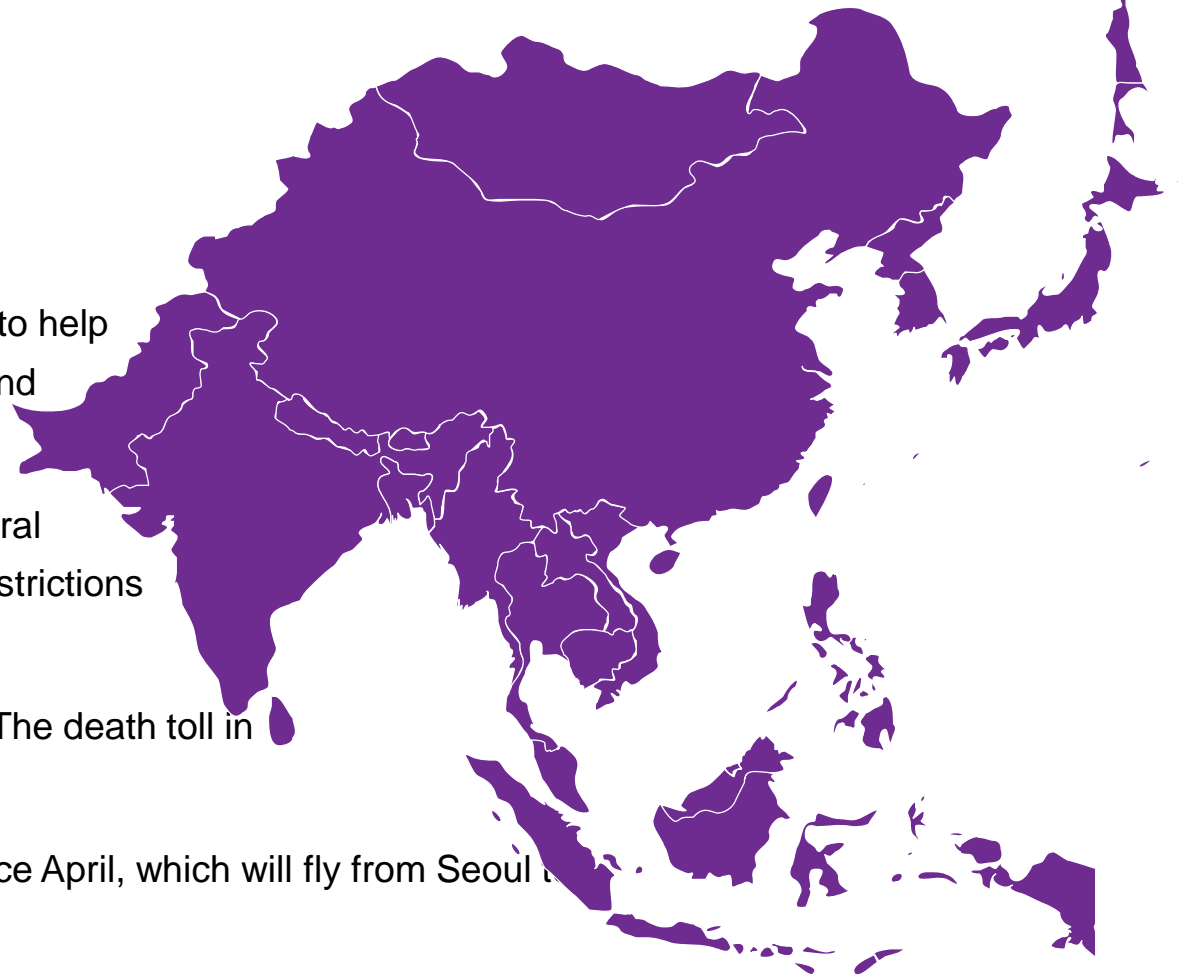 to help
nd
ral
strictions
The death toll in
ce April, which will fly from Seoul